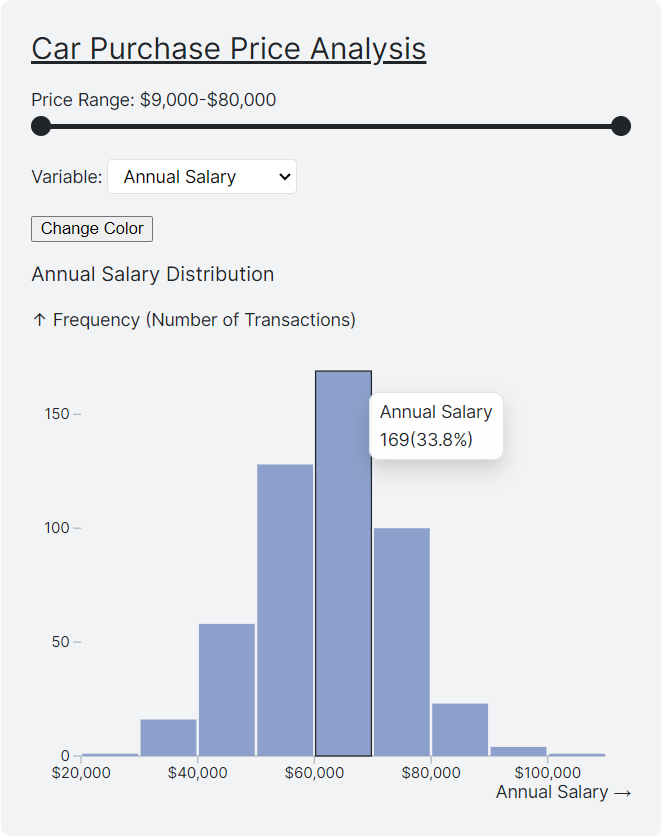 Car Purchase Price Analysis
Price Range: $9,000-$80,000
Variable: Annual Salary
Change Color
Annual Salary Distribution
↑ Frequency (Number of Transactions)
150
Annual Salary
169(33.8%)
100
50
0
$20,000 $40,000 $60,000 $80,000 $100,000
Annual Salary →